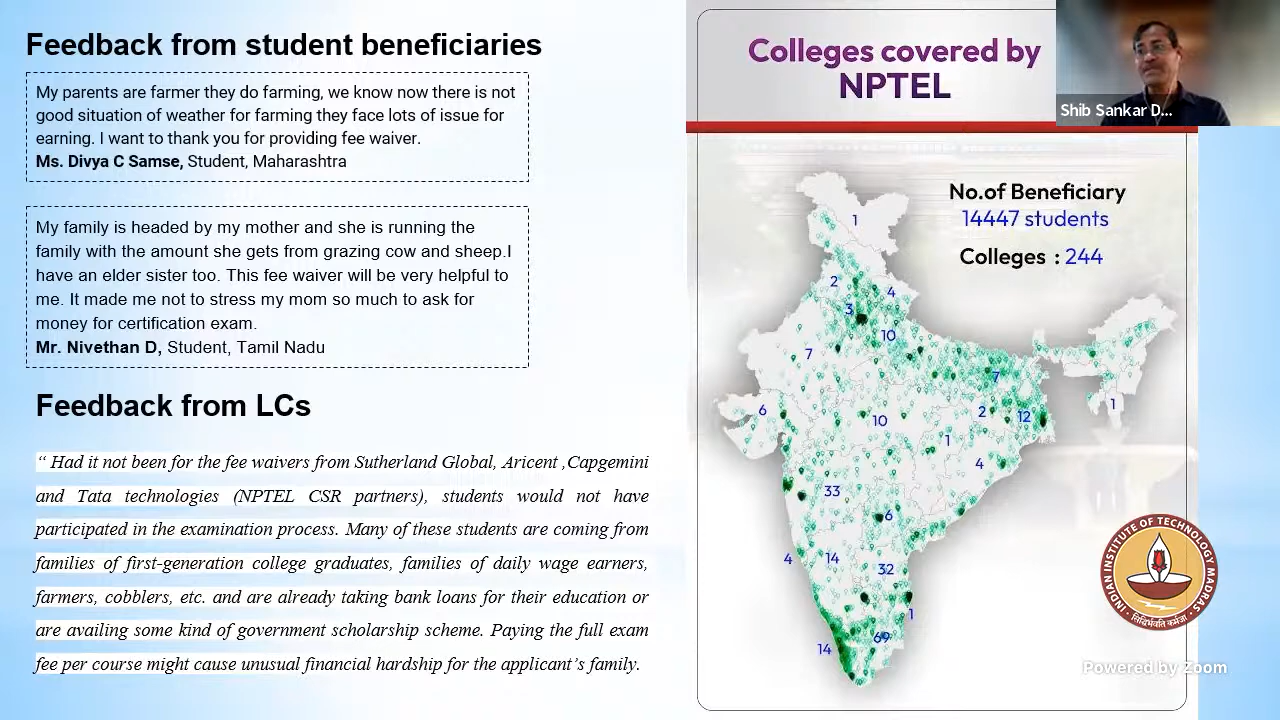 Feedback from student beneficiaries
My parents are farmer they do farming, we know now there is not
good situation of weather for farming they face lots of issue for
earning. I want to thank you for providing fee waiver.
Ms. Divya C Samse, Student, Maharashtra
My family is headed by my mother and she is running the
family with the amount she gets from grazing cow and sheep.I
have an elder sister too. This fee waiver will be very helpful to
me. It made me not to stress my mom so much to ask for
money for certification exam.
Mr. Nivethan D, Student, Tamil Nadu
Feedback from LCs
“ Had it not been for the fee waivers from Sutherland Global, Aricent ,Capgemini
and Tata technologies (NPTEL CSR partners), students would not have
participated in the examination process. Many of these students are coming from
families of first-generation college graduates, families of daily wage earners,
farmers, cobblers, etc. and are already taking bank loans for their education or
are availing some kind of government scholarship scheme. Paying the full exam
fee per course might cause unusual financial hardship for the applicant’s family.
Colleges covered by
NPTEL
Shib Sankar D...
No.of Beneficiary
14447 students
Colleges : 244
1
2
4
3
10
7
7
6
10
2
12
1
1
4
33
6
4
14
32
1
14
69
INDIAN INSTITUTE OF TECHNOLOGY MADRAS
सिद्धिर्भवति कर्मजा
Powered by Zoom